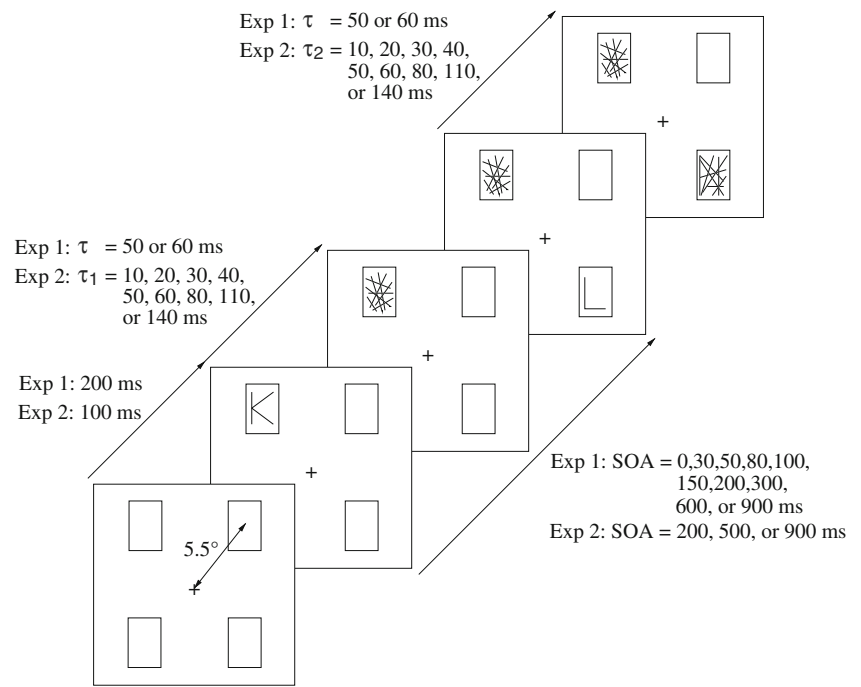 Exp 1: τ = 50 or 60 ms
Exp 2: τ2 = 10, 20, 30, 40,
50, 60, 80, 110,
or 140 ms
Exp 1: τ = 50 or 60 ms
Exp 2: τ1 = 10, 20, 30, 40,
50, 60, 80, 110,
or 140 ms
Exp 1: 200 ms
Exp 2: 100 ms
K
L
Exp 1: SOA = 0,30,50,80,100,
150,200,300,
600, or 900 ms
Exp 2: SOA = 200, 500, or 900 ms
5.5°